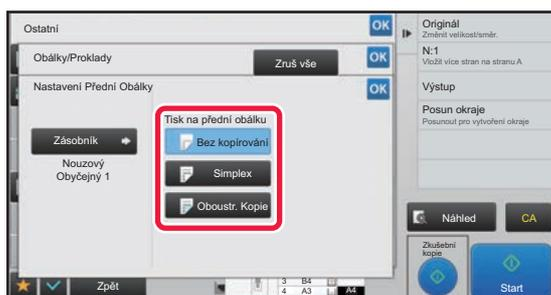 Ostatní
OK
Obálky/Proklady
Zruš vše
OK
Nastavení Přední Obálky
OK
Tisk na přední obálku
Zásobník
Bez kopírování
Nouzový
Obyčejný 1
Simplex
Oboustr. Kopie
Zpět
3 B4
4 A3
A4
Originál
Změnit velikost/směr.
N:1
Vložit více stran na stranu A
Výstup
Posun okraje
Posunout pro vytvoření okraje
Náhled
CA
Zkušební
kopie
Start